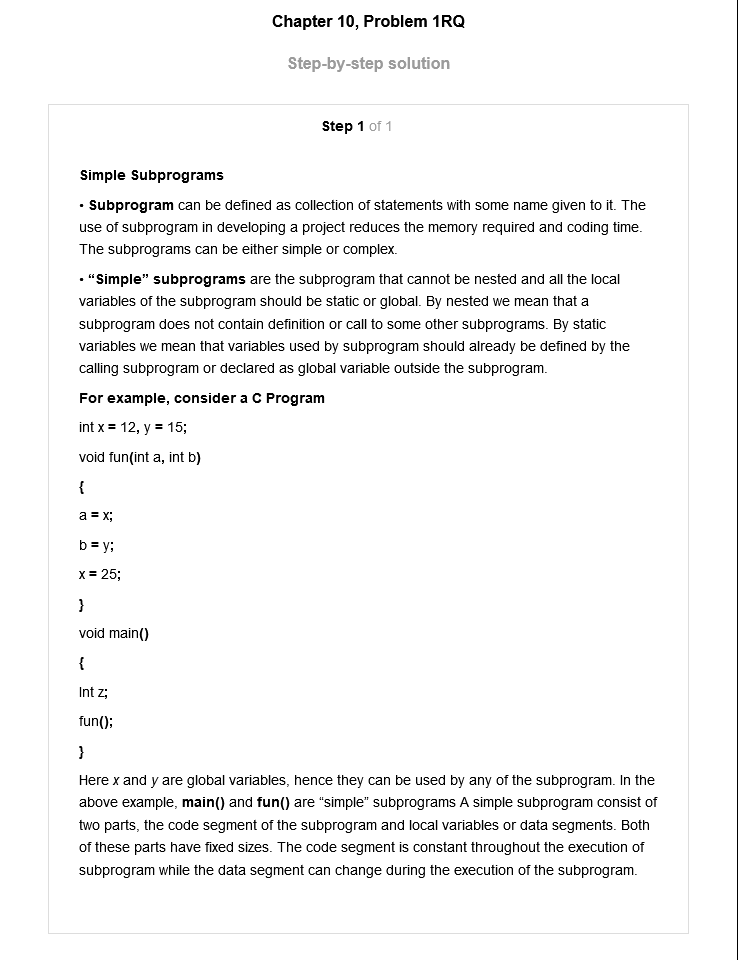 Chapter 10, Problem 1RQ
Step-by-step solution
Step 1 of 1
Simple Subprograms
• Subprogram can be defined as collection of statements with some name given to it. The
use of subprogram in developing a project reduces the memory required and coding time.
The subprograms can be either simple or complex.
• “Simple” subprograms are the subprogram that cannot be nested and all the local
variables of the subprogram should be static or global. By nested we mean that a
subprogram does not contain definition or call to some other subprograms. By static
variables we mean that variables used by subprogram should already be defined by the
calling subprogram or declared as global variable outside the subprogram.
For example, consider a C Program
int x = 12, y = 15;
void fun(int a, int b)
{
a = x;
b = y;
x = 25;
}
void main()
{
Int z;
fun();
}
Here x and y are global variables, hence they can be used by any of the subprogram. In the
above example, main() and fun() are “simple” subprograms A simple subprogram consist of
two parts, the code segment of the subprogram and local variables or data segments. Both
of these parts have fixed sizes. The code segment is constant throughout the execution of
subprogram while the data segment can change during the execution of the subprogram.